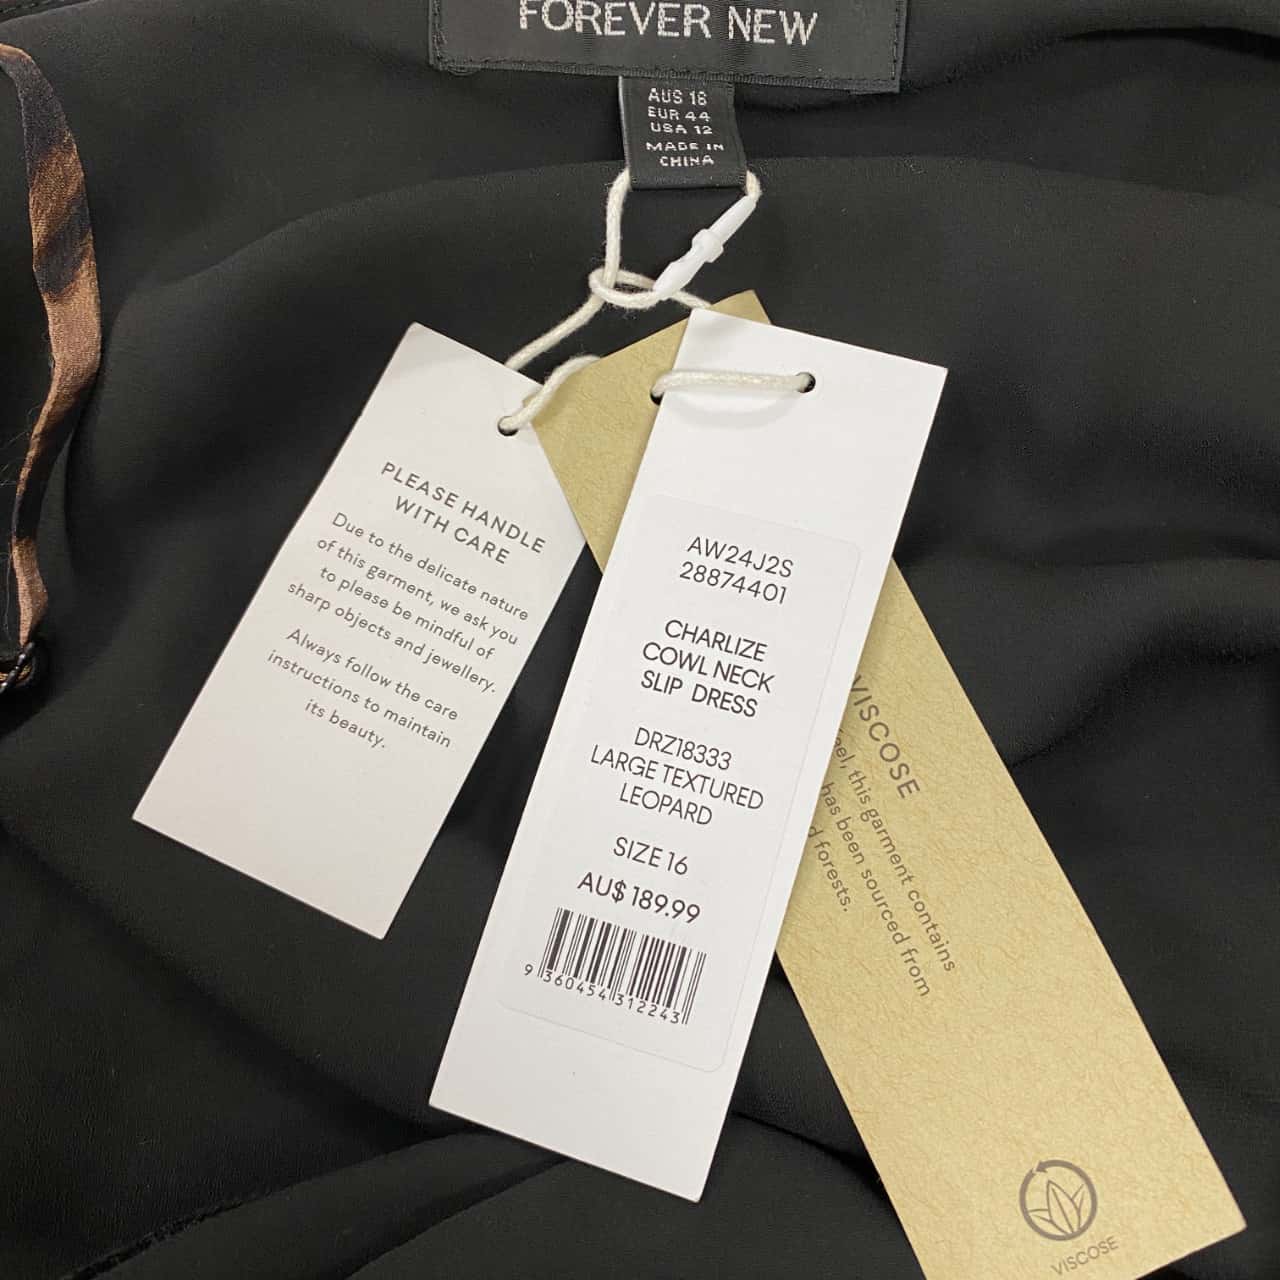 FOREVER NEW
AUS 16
EUR 44
USA 12
MADE IN
CHINA
PLEASE HANDLE
WITH CARE
Due to the delicate nature
of this garment, we ask you
to please be mindful of
sharp objects and jewellery.
Always follow the care
instructions to maintain
its beauty.
AW24J2S
28874401
CHARLIZE
COWL NECK
SLIP DRESS
DRZ18333
LARGE TEXTURED
LEOPARD
SIZE 16
AU$ 189.99
9 360454 312243
VISCOSE
feel, this garment contains
has been sourced from
d forests.
VISCOSE